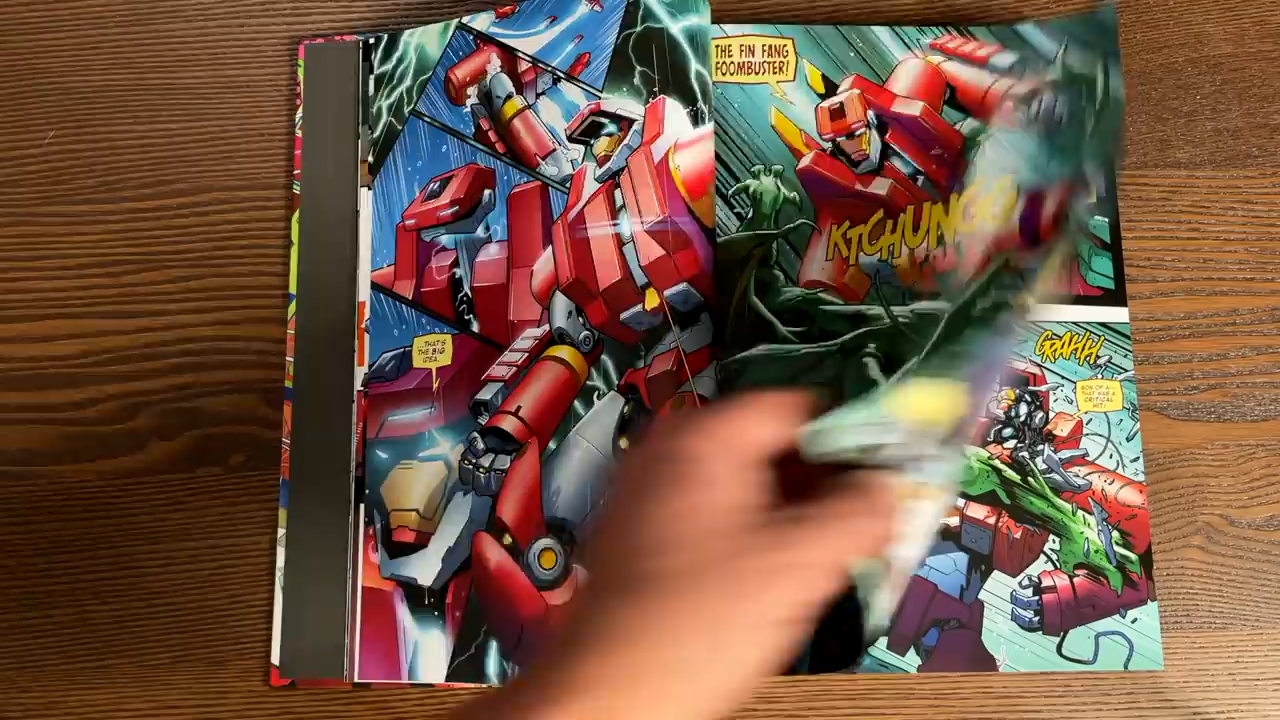 ...THAT'S
THE BIG
IDEA.
THE FIN FANG
FOOMBUSTER!
KTCHUNG
GRAHH
SON OF A--
THAT WAS A
CRITICAL
HIT!